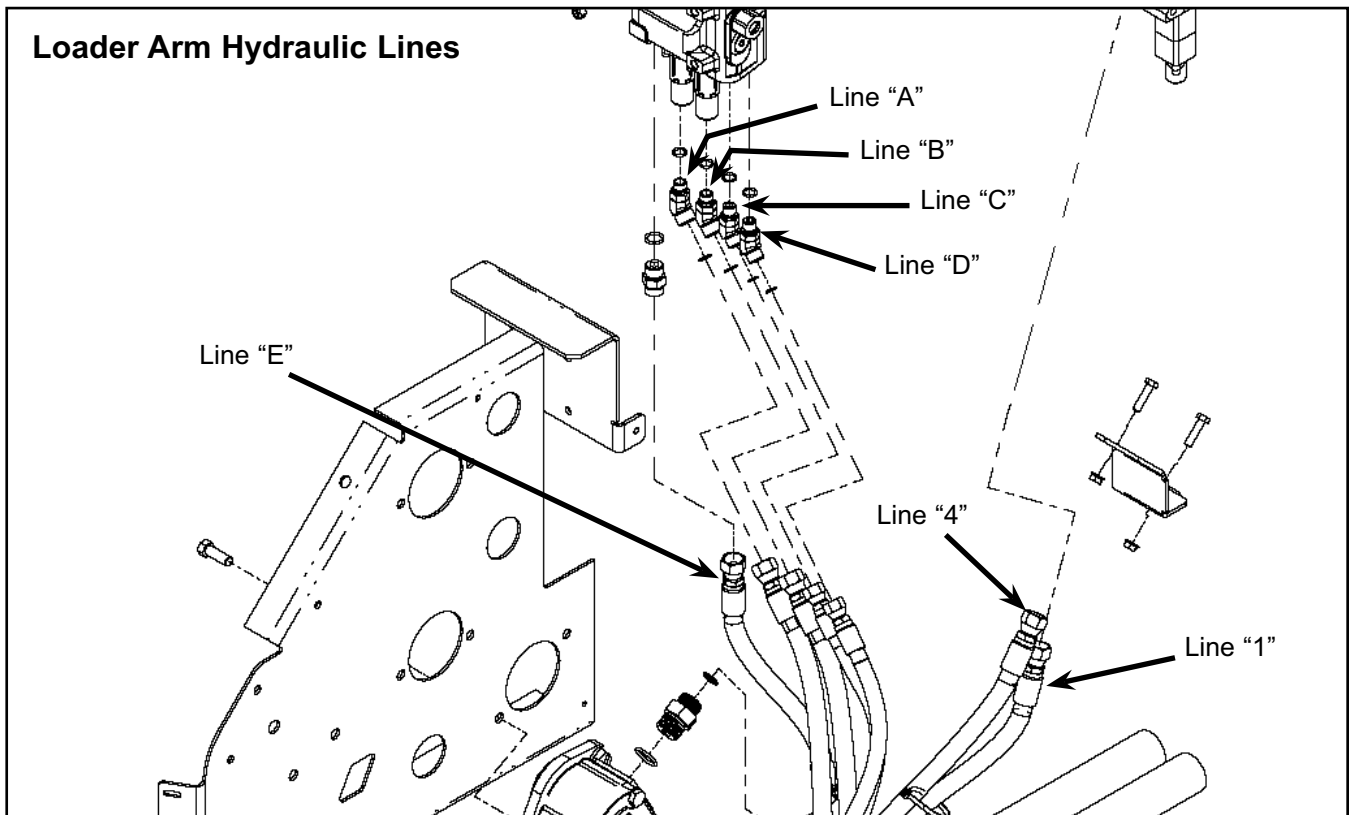 Loader Arm Hydraulic Lines
Line “A”
Line “B”
Line “C”
Line “D”
Line “E”
Line “4”
Line “1”